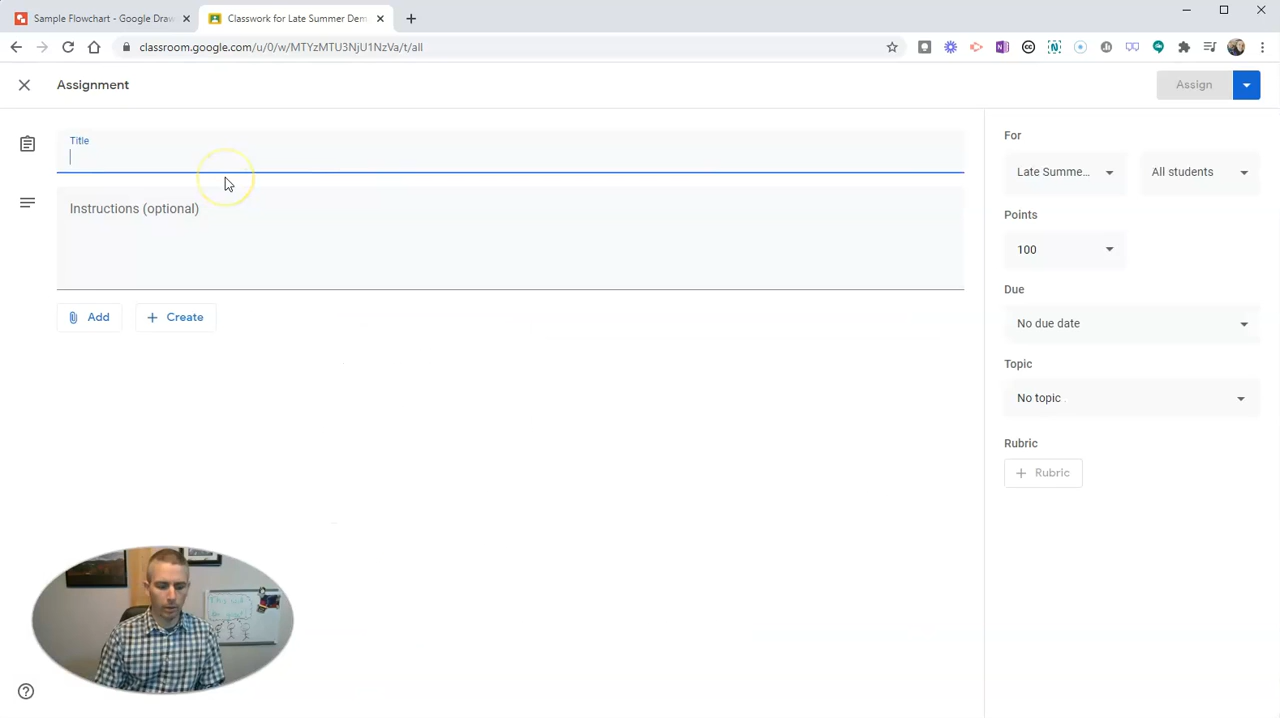 Sample Flowchart - Google Draw
Classwork for Late Summer Dem
classroom.google.com/u/0/w/MTYzMTU3NjU1NzVa/t/all
Assignment
Assign
Title
Instructions (optional)
Add
Create
For
Late Summe...
All students
Points
100
Due
No due date
Topic
No topic
Rubric
Rubric